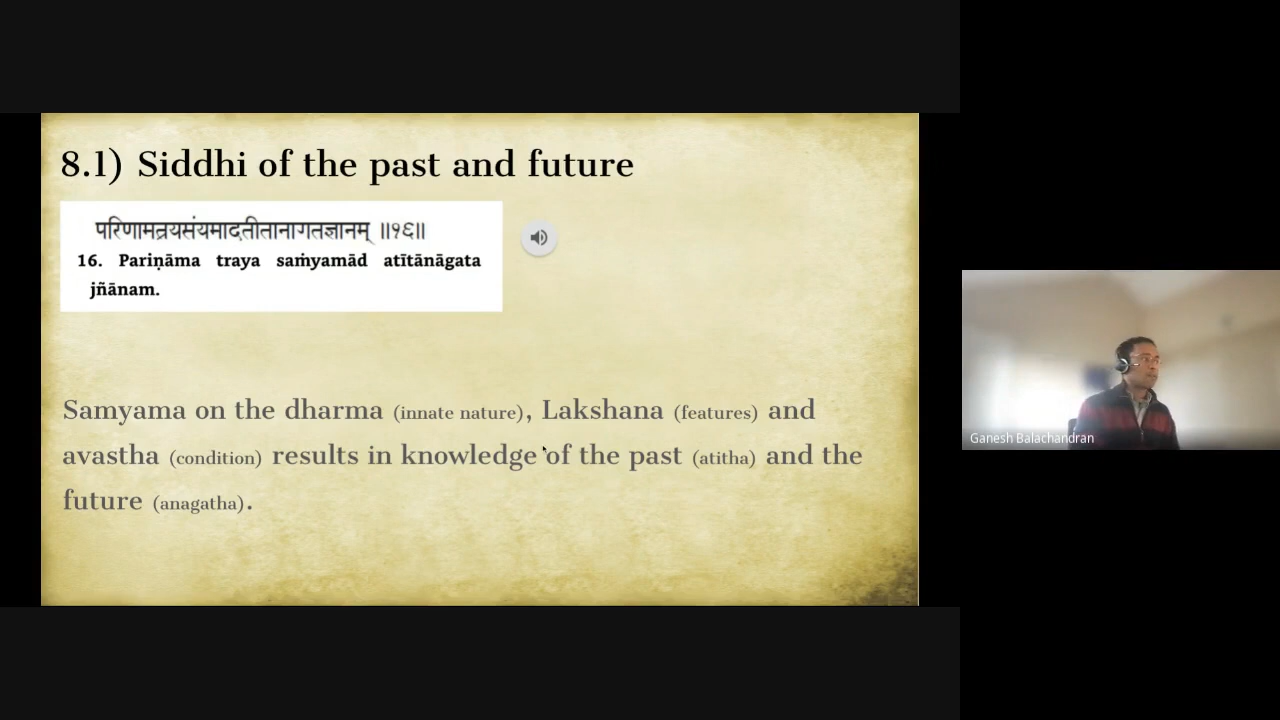 8.1) Siddhi of the past and future
परिणामत्रयसंयमादतीतानागतज्ञानम् ॥१६॥
16. Pariṇāma traya saṁyamād atītānāgata
jñānam.
Samyama on the dharma (innate nature), Lakshana (features) and
avastha (condition) results in knowledge of the past (atitha) and the
future (anagatha).
Ganesh Balachandran